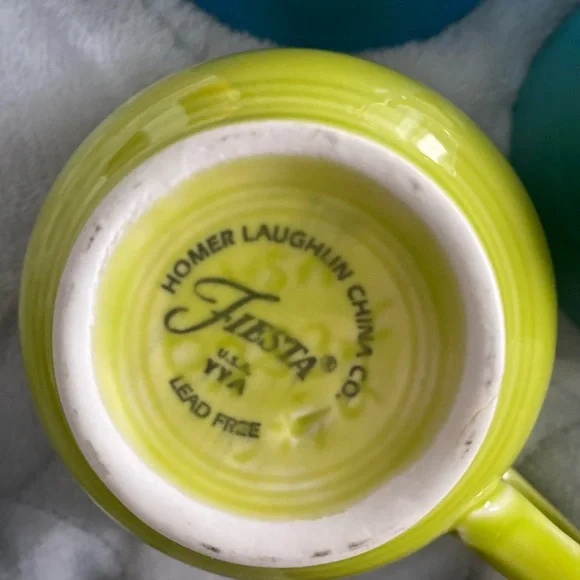 HOMER LAUGHLIN CHINA CO.
FIESTA®
U.S.A.
YYA
LEAD FREE